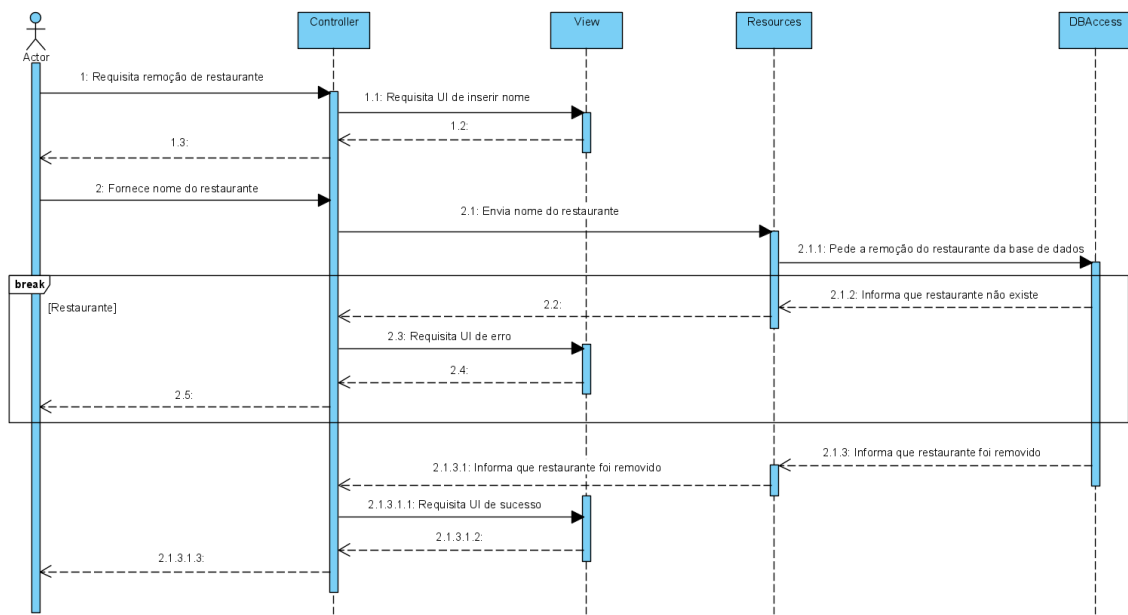 Controller
View
Resources
DBAccess
Actor
1: Requisita remoção de restaurante
1.1: Requisita UI de inserir nome
1.2:
1.3:
2: Fornece nome do restaurante
2.1: Envia nome do restaurante
2.1.1: Pede a remoção do restaurante da base de dados
break
[Restaurante]
2.1.2: Informa que restaurante não existe
2.2:
2.3: Requisita UI de erro
2.4:
2.5:
2.1.3: Informa que restaurante foi removido
2.1.3.1: Informa que restaurante foi removido
2.1.3.1.1: Requisita UI de sucesso
2.1.3.1.2:
2.1.3.1.3: